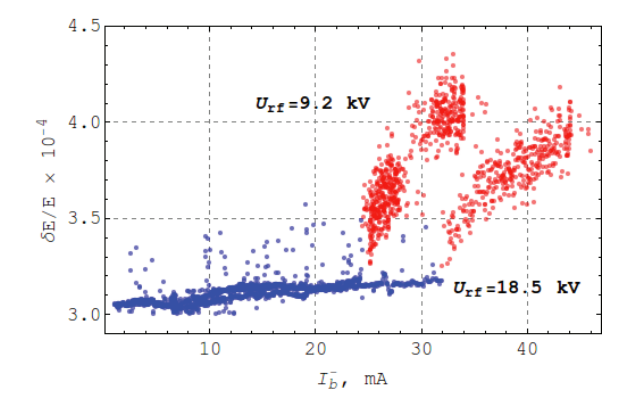 4.5
U_rf=9.2 kV
4.0
δE/E × 10⁻⁴
3.5
U_rf=18.5 kV
3.0
10 20 30 40
I_b⁻, mA